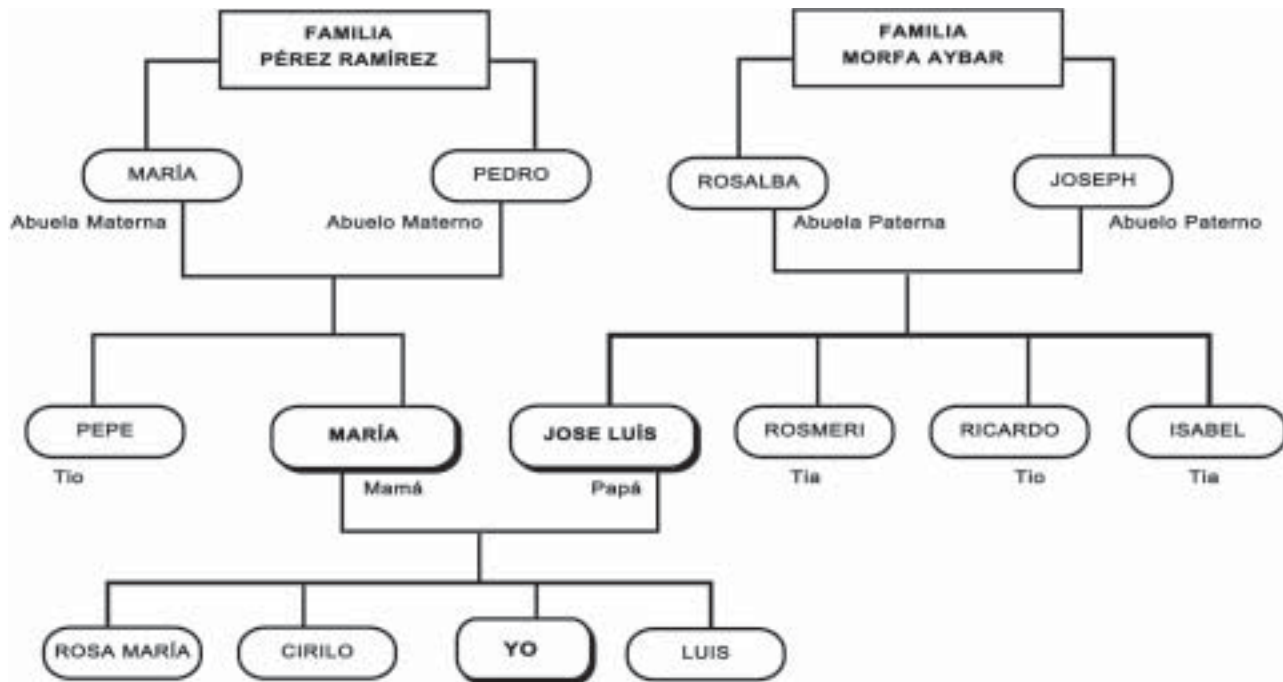 FAMILIA
PÉREZ RAMÍREZ
FAMILIA
MORFA AYBAR
MARÍA
PEDRO
ROSALBA
JOSEPH
Abuela Materna
Abuelo Materno
Abuela Paterna
Abuelo Paterno
PEPE
MARÍA
JOSE LUÍS
ROSMERI
RICARDO
ISABEL
Tio
Mamá
Papá
Tia
Tio
Tia
ROSA MARÍA
CIRILO
YO
LUIS